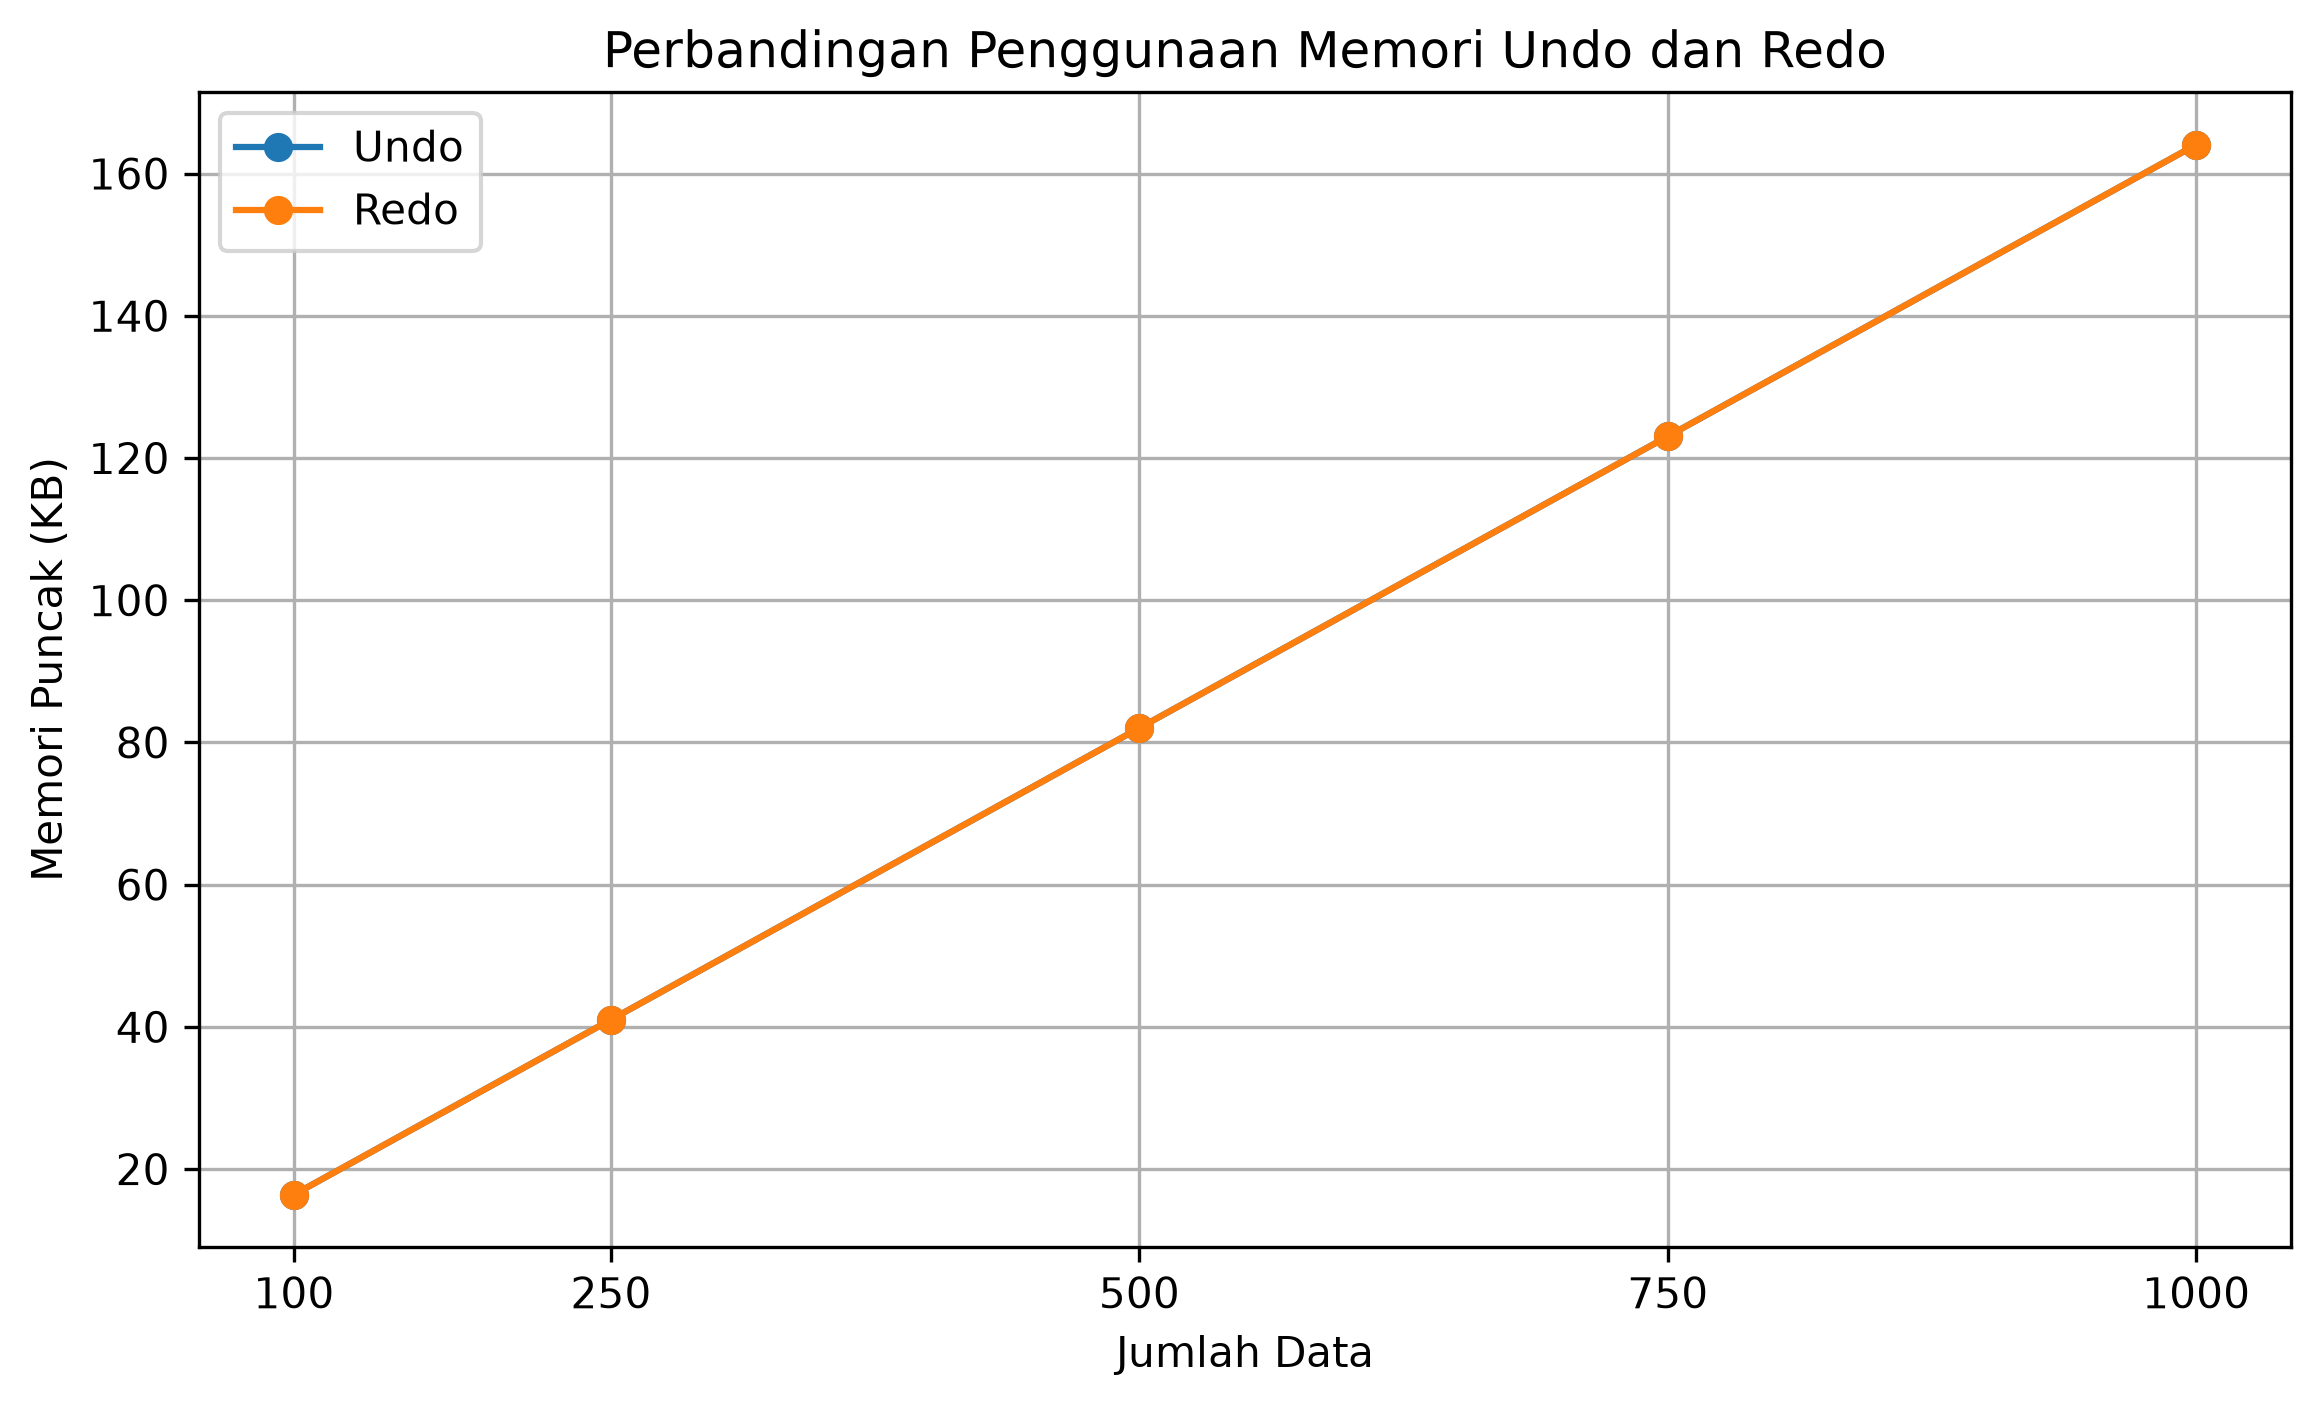 Perbandingan Penggunaan Memori Undo dan Redo
Undo
Redo
160
140
120
100
80
60
40
20
Memori Puncak (KB)
100 250 500 750 1000
Jumlah Data